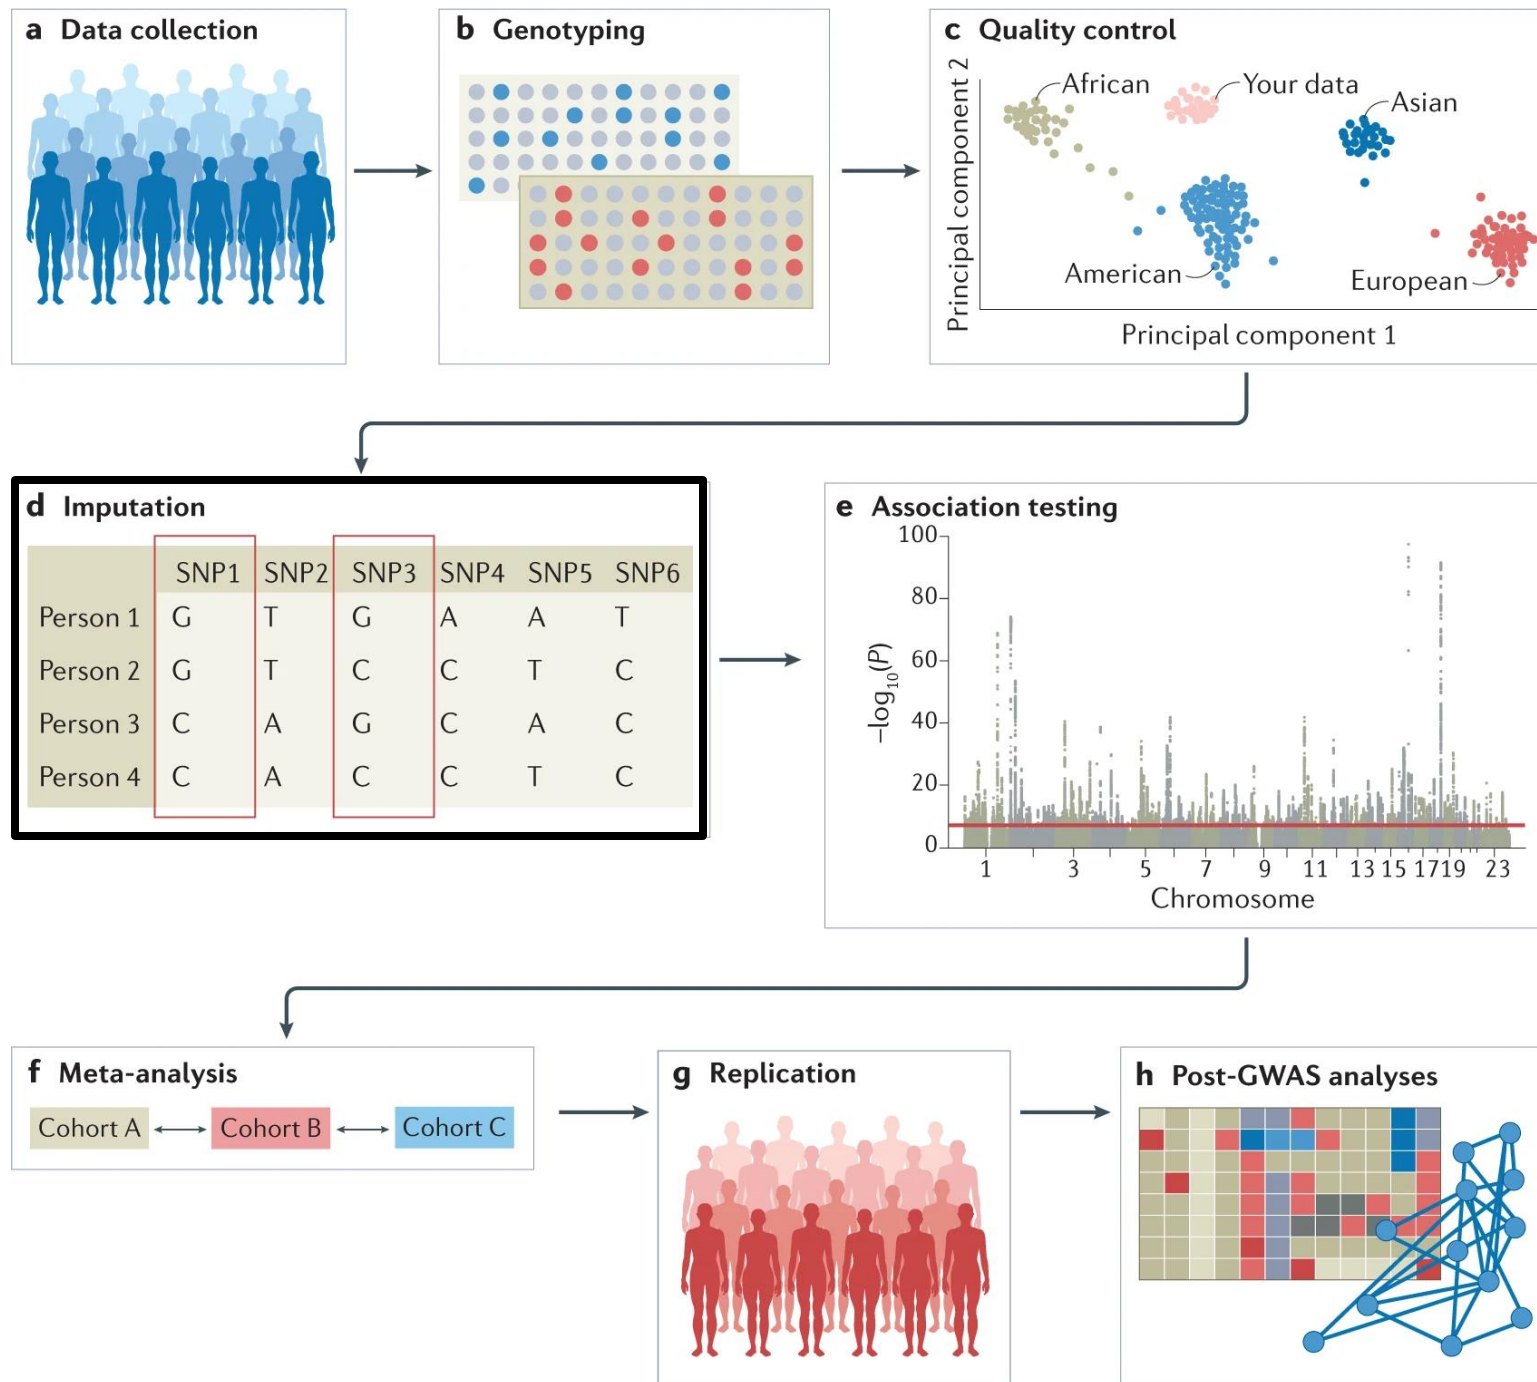 a Data collection
b Genotyping
c Quality control
Principal component 2
African
Your data
Asian
American
European
Principal component 1
d Imputation
SNP1 SNP2 SNP3 SNP4 SNP5 SNP6
Person 1 G T G A A T
Person 2 G T C C T C
Person 3 C A G C A C
Person 4 C A C C T C
e Association testing
−log10(P)
100
80
60
40
20
0
1 3 5 7 9 11 13 15 17 19 23
Chromosome
f Meta-analysis
Cohort A Cohort B Cohort C
g Replication
h Post-GWAS analyses